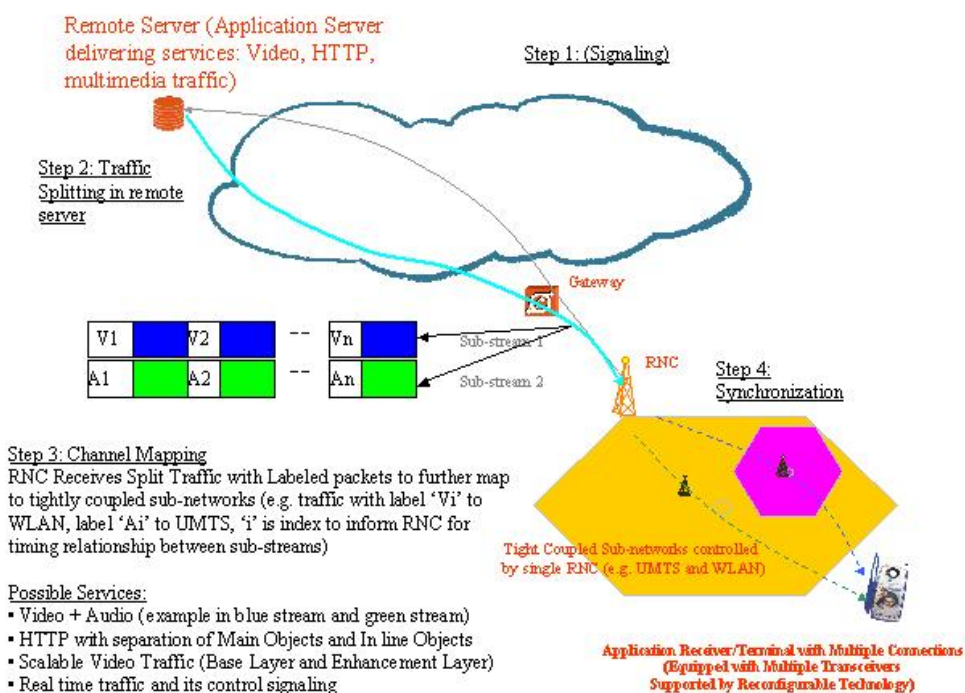 Remote Server (Application Server
delivering services: Video, HTTP,
multimedia traffic)
Step 1: (Signaling)
Step 2: Traffic
Splitting in remote
server
Gateway
V1 V2 -- Vn
Sub-stream 1
A1 A2 -- An
Sub-stream 2
RNC
Step 4:
Synchronization
Step 3: Channel Mapping
RNC Receives Split Traffic with Labeled packets to further map
to tightly coupled sub-networks (e.g. traffic with label ‘Vi’ to
WLAN, label ‘Ai’ to UMTS, ‘i’ is index to inform RNC for
timing relationship between sub-streams)
Tight Coupled Sub-networks controlled
by single RNC (e.g. UMTS and WLAN)
Possible Services:
▪ Video + Audio (example in blue stream and green stream)
▪ HTTP with separation of Main Objects and In line Objects
▪ Scalable Video Traffic (Base Layer and Enhancement Layer)
▪ Real time traffic and its control signaling
Application Receiver/Terminal with Multiple Connections
(Equipped with Multiple Transceivers
Supported by Reconfigurable Technology)